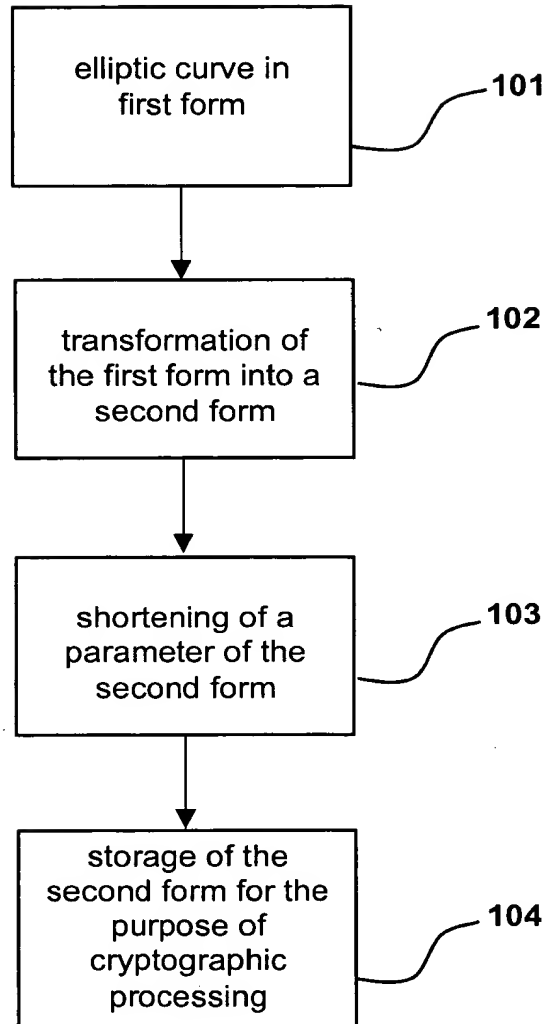 elliptic curve in
first form
101
transformation of
the first form into a
second form
102
shortening of a
parameter of the
second form
103
storage of the
second form for the
purpose of
cryptographic
processing
104